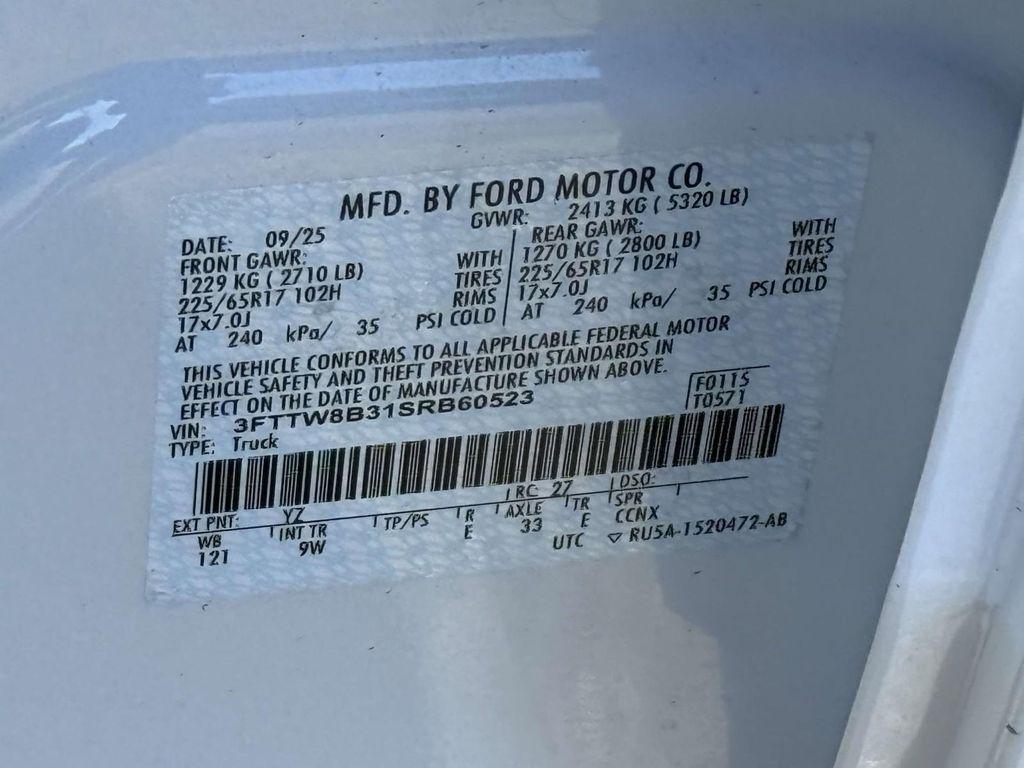 MFD. BY FORD MOTOR CO.
DATE: 09/25 GVWR: 2413 KG ( 5320 LB)
FRONT GAWR: REAR GAWR:
1229 KG ( 2710 LB) WITH 1270 KG ( 2800 LB) WITH
225/65R17 102H TIRES 225/65R17 102H TIRES
17x7.0J RIMS 17x7.0J RIMS
AT 240 kPa/ 35 PSI COLD AT 240 kPa/ 35 PSI COLD
THIS VEHICLE CONFORMS TO ALL APPLICABLE FEDERAL MOTOR
VEHICLE SAFETY AND THEFT PREVENTION STANDARDS IN
EFFECT ON THE DATE OF MANUFACTURE SHOWN ABOVE.
VIN: 3FTTW8B31SRB60523 F0115
TYPE: Truck T0571
EXT PNT: YZ RC: 27 DSO:
WB INT TR TP/PS R AXLE TR SPR
121 9W E 33 E CCNX
UTC ▽ RU5A-1520472-AB